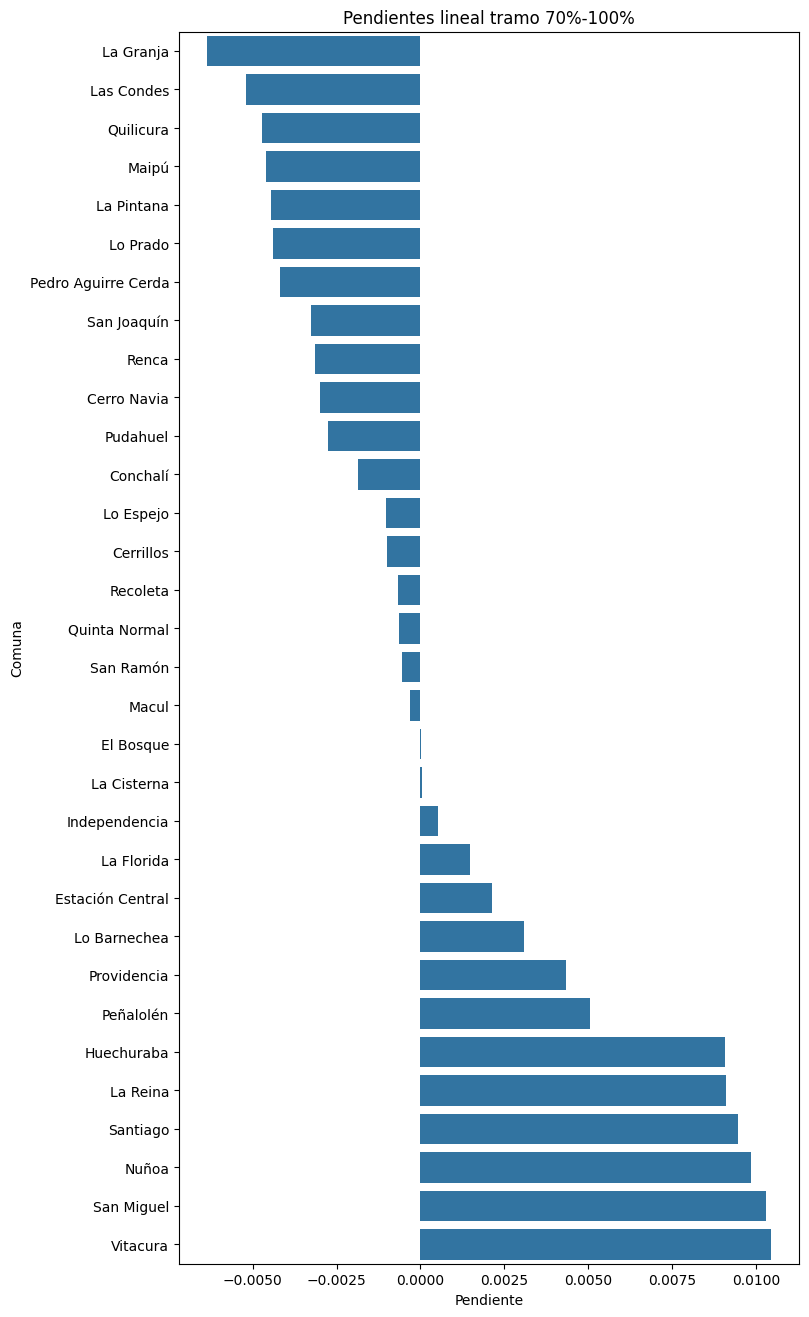 Pendientes lineal tramo 70%-100%
La Granja
Las Condes
Quilicura
Maipú
La Pintana
Lo Prado
Pedro Aguirre Cerda
San Joaquín
Renca
Cerro Navia
Pudahuel
Conchalí
Lo Espejo
Cerrillos
Recoleta
Quinta Normal
San Ramón
Macul
El Bosque
La Cisterna
Independencia
La Florida
Estación Central
Lo Barnechea
Providencia
Peñalolén
Huechuraba
La Reina
Santiago
Nuñoa
San Miguel
Vitacura
Comuna
−0.0050 −0.0025 0.0000 0.0025 0.0050 0.0075 0.0100
Pendiente